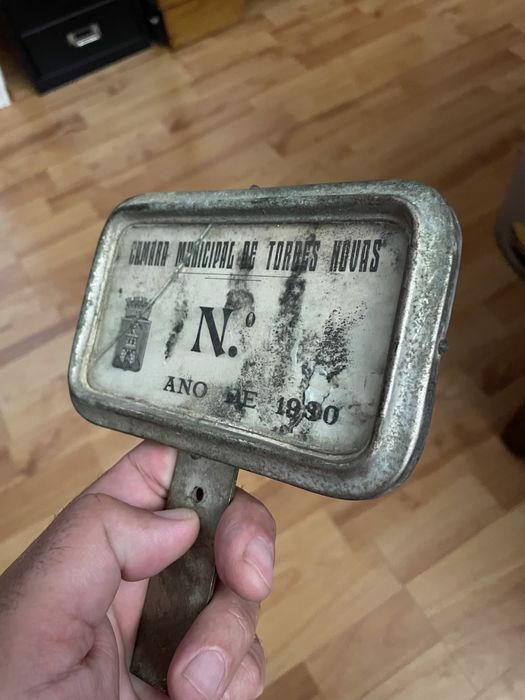 CAMARA MUNICIPAL DE TORRES NOVAS
N.º
ANO DE 1930